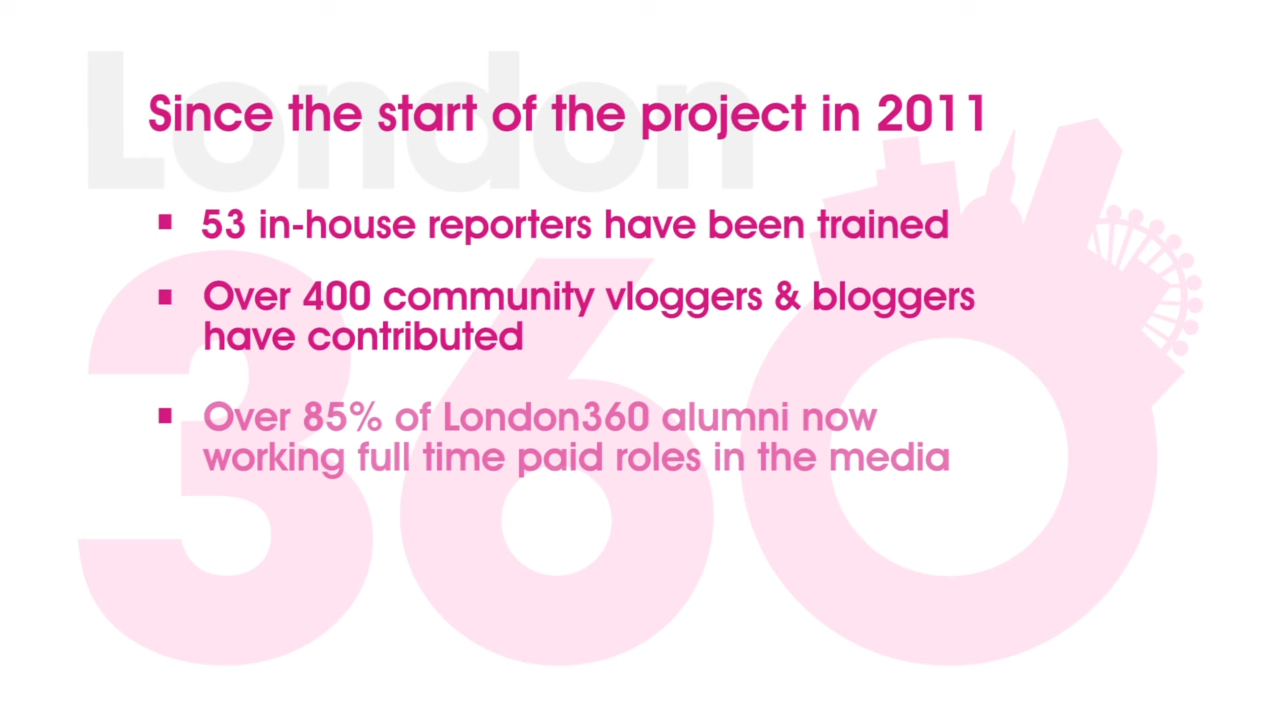 London
Since the start of the project in 2011
▪ 53 in-house reporters have been trained
▪ Over 400 community vloggers & bloggers
have contributed
▪ Over 85% of London360 alumni now
working full time paid roles in the media
360